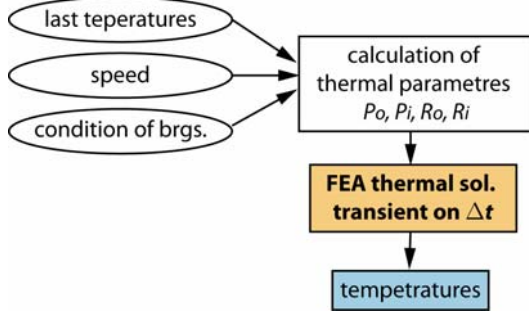 last teperatures
speed
condition of brgs.
calculation of
thermal parametres
Po, Pi, Ro, Ri
FEA thermal sol.
transient on Δt
tempetratures